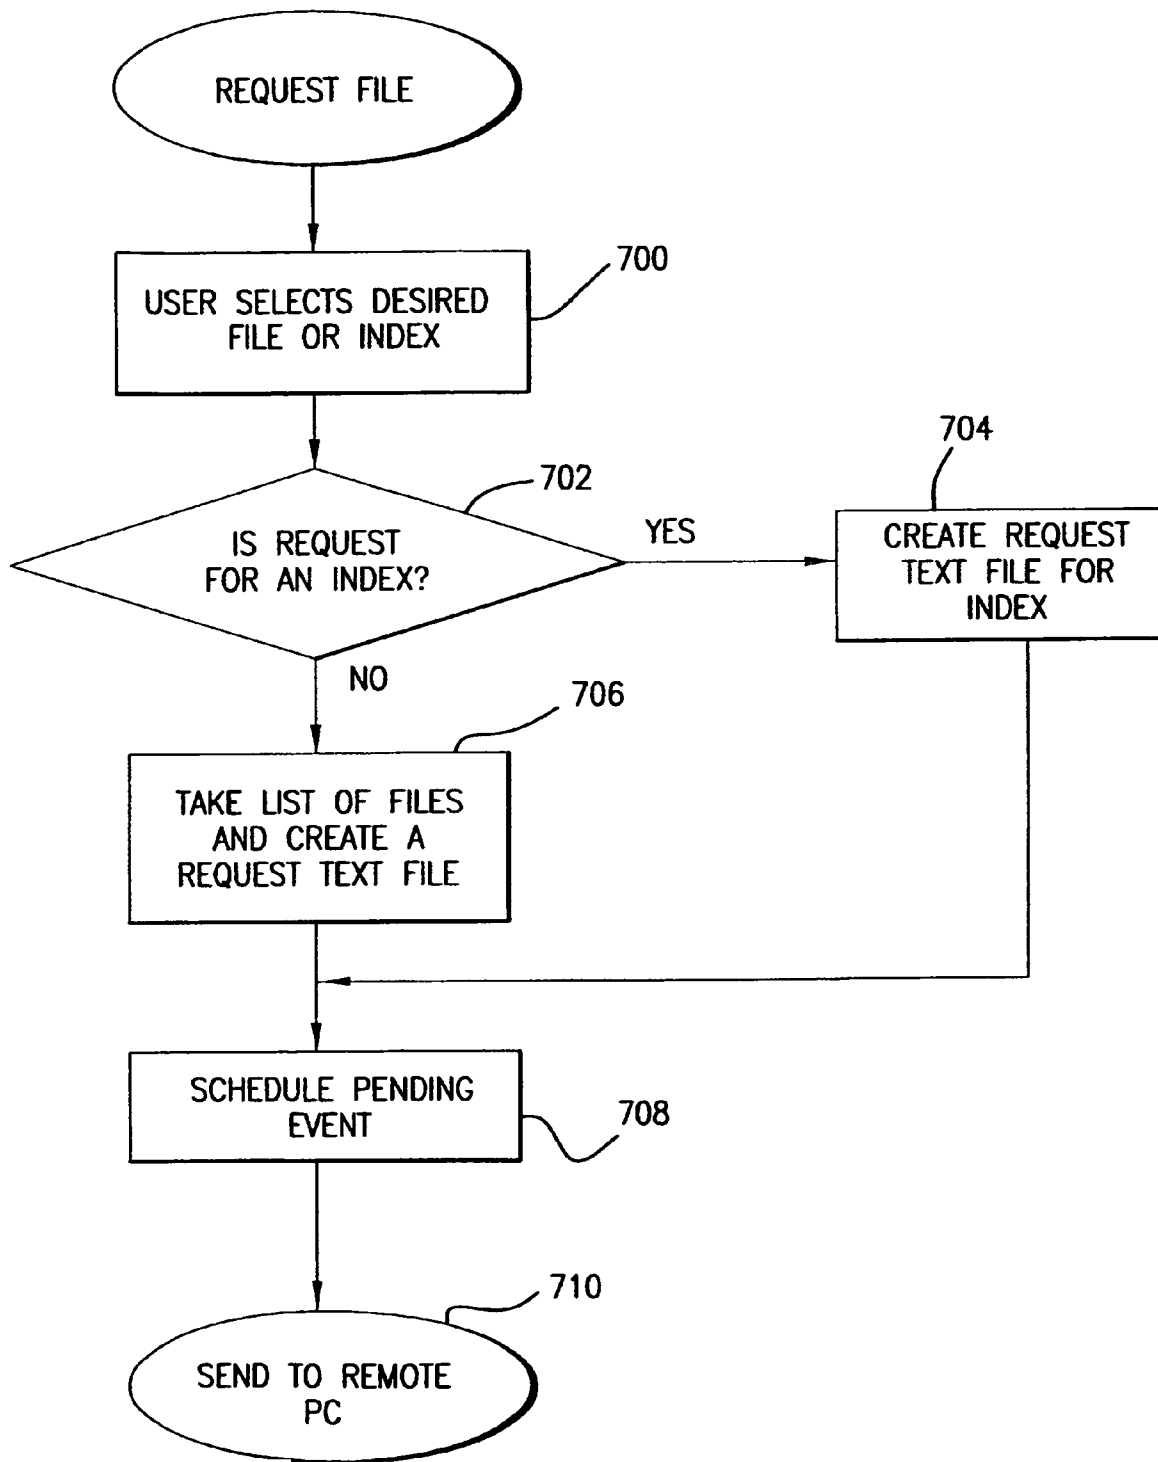 REQUEST FILE
700
USER SELECTS DESIRED
FILE OR INDEX
702
IS REQUEST
FOR AN INDEX?
YES
704
CREATE REQUEST
TEXT FILE FOR
INDEX
NO
706
TAKE LIST OF FILES
AND CREATE A
REQUEST TEXT FILE
SCHEDULE PENDING
EVENT
708
710
SEND TO REMOTE
PC